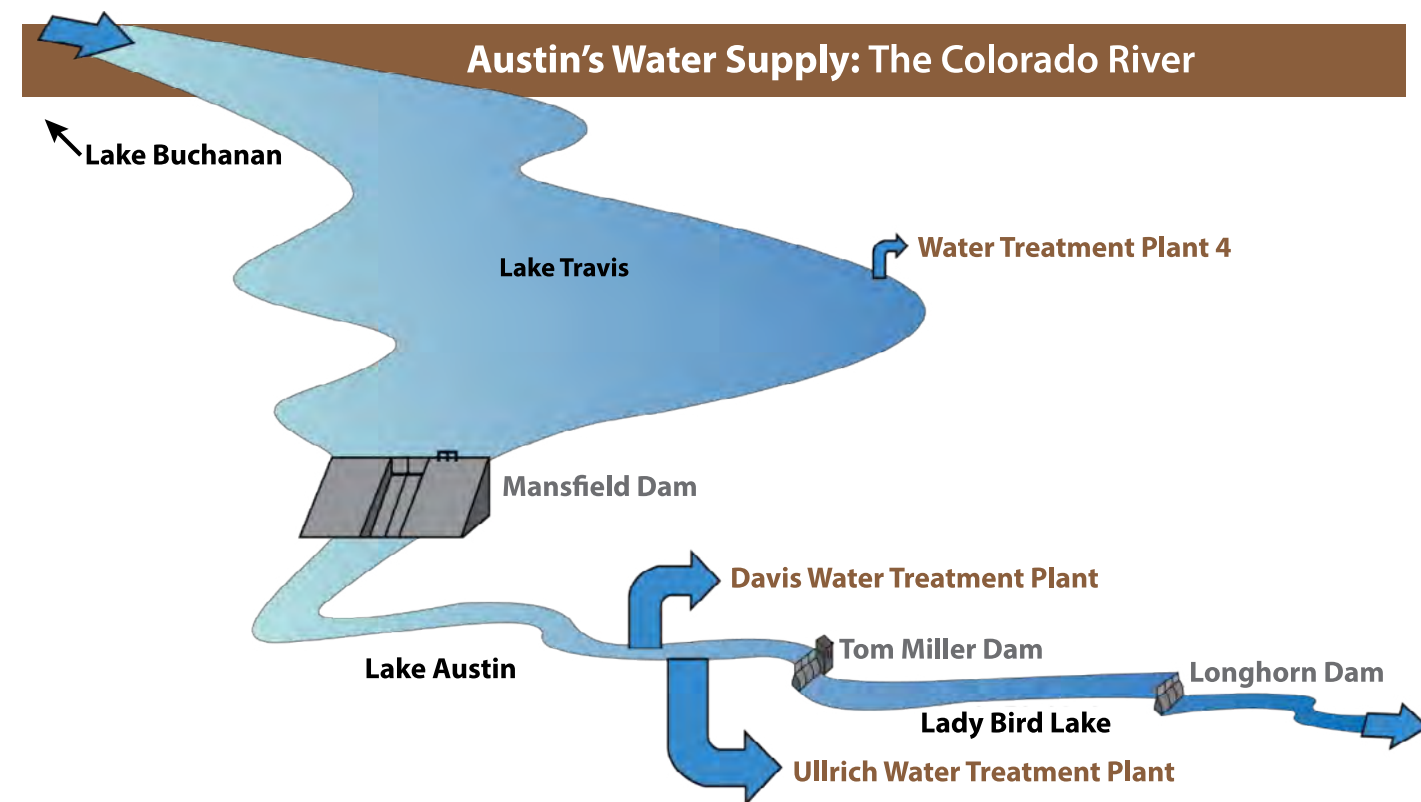 Austin's Water Supply: The Colorado River
Lake Buchanan
Water Treatment Plant 4
Lake Travis
Mansfield Dam
Davis Water Treatment Plant
Tom Miller Dam
Lake Austin
Longhorn Dam
Lady Bird Lake
Ullrich Water Treatment Plant